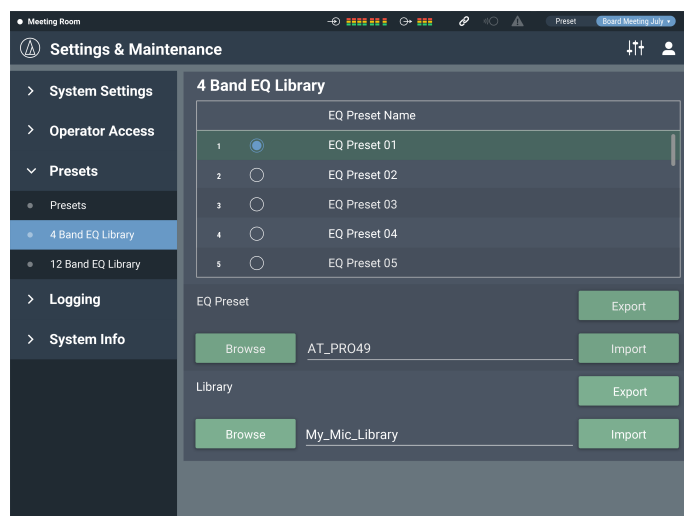 Meeting Room
Preset
Board Meeting July
Settings & Maintenance
System Settings
Operator Access
Presets
Presets
4 Band EQ Library
12 Band EQ Library
Logging
System Info
4 Band EQ Library
EQ Preset Name
1 EQ Preset 01
2 EQ Preset 02
3 EQ Preset 03
4 EQ Preset 04
5 EQ Preset 05
EQ Preset
Export
Browse AT_PRO49 Import
Library
Export
Browse My_Mic_Library Import